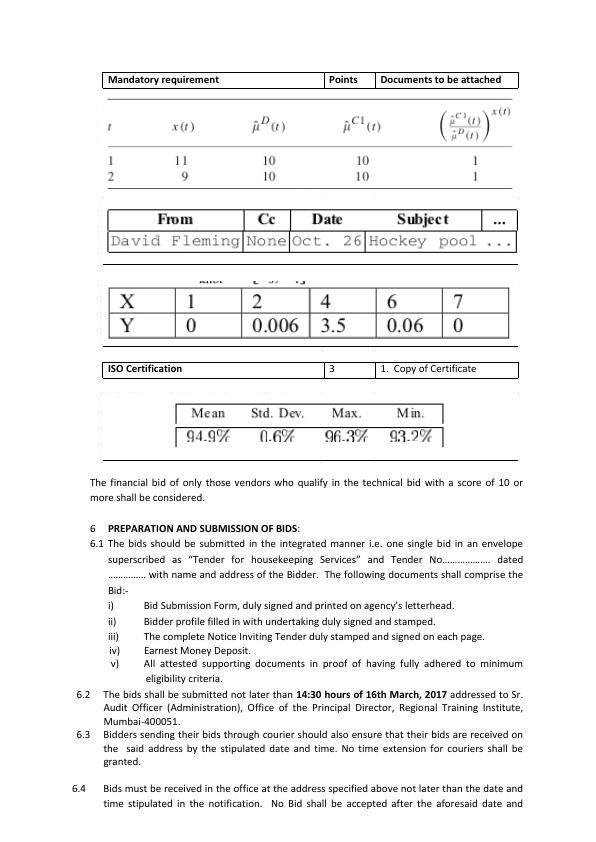 Mandatory requirement Points Documents to be attached
t x(t) μ̂^D(t) μ̂^C1(t) (μ̂^C1(t)/μ̂^D(t))^x(t)
1 11 10 10 1
2 9 10 10 1
From Cc Date Subject ...
David Fleming None Oct. 26 Hockey pool ...
X 1 2 4 6 7
Y 0 0.006 3.5 0.06 0
ISO Certification 3 1. Copy of Certificate
Mean Std. Dev. Max. Min.
94.9% 0.6% 96.3% 93.2%
The financial bid of only those vendors who qualify in the technical bid with a score of 10 or
more shall be considered.
6 PREPARATION AND SUBMISSION OF BIDS:
6.1 The bids should be submitted in the integrated manner i.e. one single bid in an envelope
superscribed as “Tender for housekeeping Services” and Tender No………………. dated
………….. with name and address of the Bidder. The following documents shall comprise the
Bid:-
i) Bid Submission Form, duly signed and printed on agency’s letterhead.
ii) Bidder profile filled in with undertaking duly signed and stamped.
iii) The complete Notice Inviting Tender duly stamped and signed on each page.
iv) Earnest Money Deposit.
v) All attested supporting documents in proof of having fully adhered to minimum
eligibility criteria.
6.2 The bids shall be submitted not later than 14:30 hours of 16th March, 2017 addressed to Sr.
Audit Officer (Administration), Office of the Principal Director, Regional Training Institute,
Mumbai-400051.
6.3 Bidders sending their bids through courier should also ensure that their bids are received on
the said address by the stipulated date and time. No time extension for couriers shall be
granted.
6.4 Bids must be received in the office at the address specified above not later than the date and
time stipulated in the notification. No Bid shall be accepted after the aforesaid date and